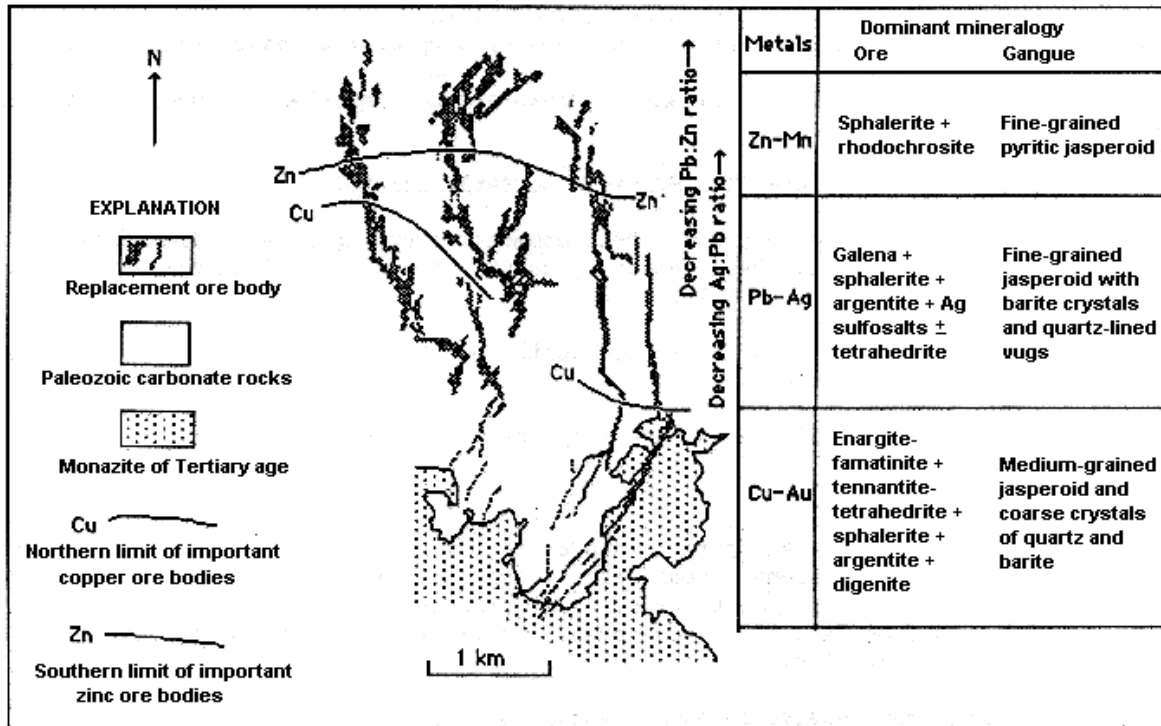 N
EXPLANATION
Replacement ore body
Paleozoic carbonate rocks
Monazite of Tertiary age
Cu
Northern limit of important
copper ore bodies
Zn
Southern limit of important
zinc ore bodies
Zn
Cu
Zn
Cu
1 km
Decreasing Pb:Zn ratio
Decreasing Ag:Pb ratio
Metals
Dominant mineralogy
Ore Gangue
Zn-Mn
Sphalerite +
rhodochrosite
Fine-grained
pyritic jasperoid
Pb-Ag
Galena +
sphalerite +
argentite + Ag
sulfosalts ±
tetrahedrite
Fine-grained
jasperoid with
barite crystals
and quartz-lined
vugs
Cu-Au
Enargite-
famatinite +
tennantite-
tetrahedrite +
sphalerite +
argentite +
digenite
Medium-grained
jasperoid and
coarse crystals
of quartz and
barite